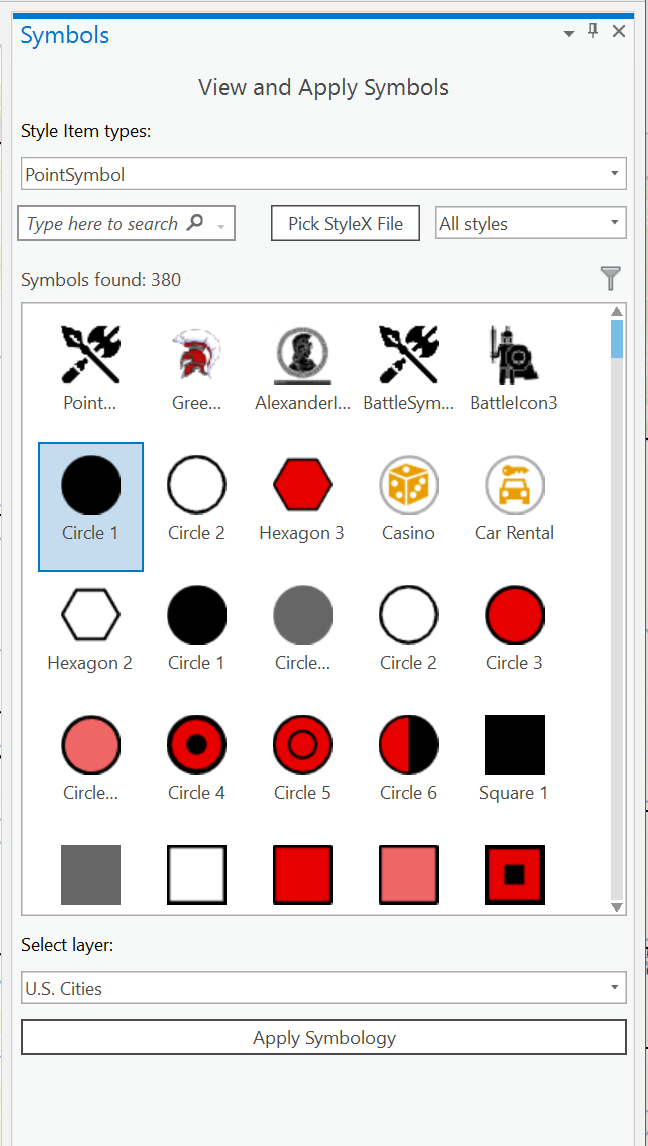 Symbols
View and Apply Symbols
Style Item types:
PointSymbol
Type here to search
Pick StyleX File
All styles
Symbols found: 380
Point...
Gree...
AlexanderI...
BattleSym...
BattleIcon3
Circle 1
Circle 2
Hexagon 3
Casino
Car Rental
Hexagon 2
Circle 1
Circle...
Circle 2
Circle 3
Circle...
Circle 4
Circle 5
Circle 6
Square 1
Select layer:
U.S. Cities
Apply Symbology